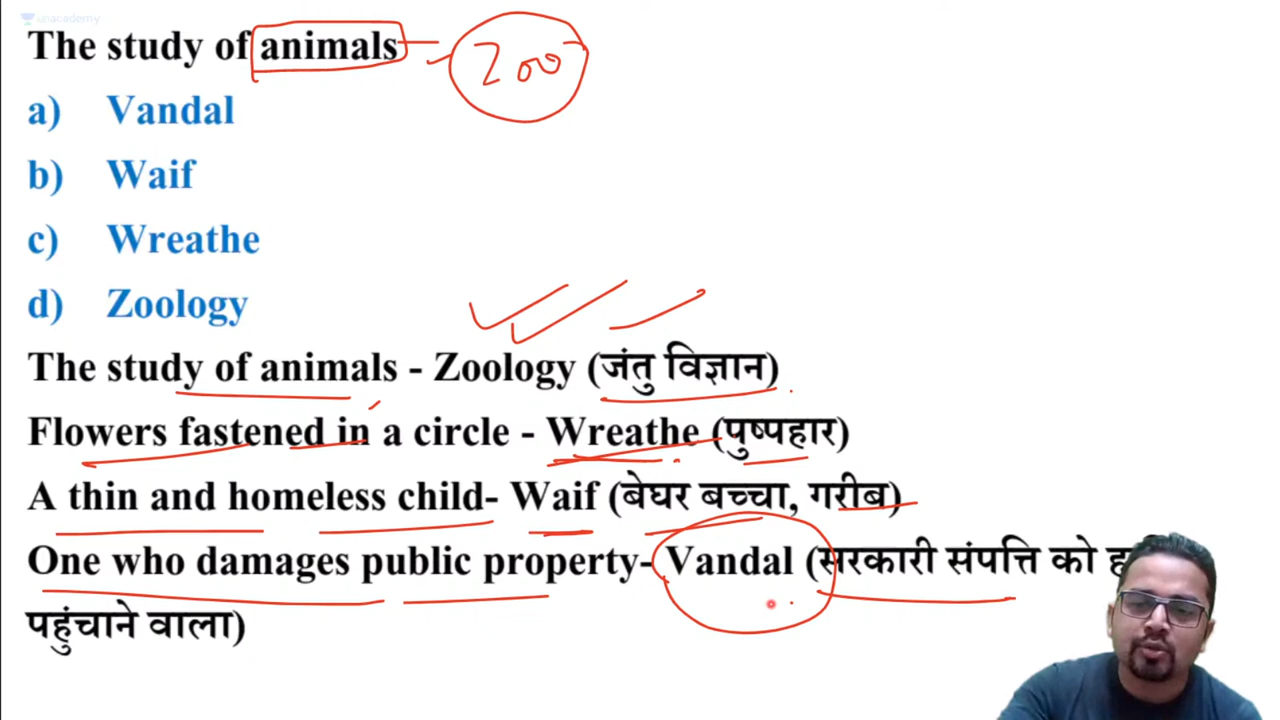 unacademy
The study of animals - Zoo
a) Vandal
b) Waif
c) Wreathe
d) Zoology
The study of animals - Zoology (जंतु विज्ञान)
Flowers fastened in a circle - Wreathe (पुष्पहार)
A thin and homeless child- Waif (बेघर बच्चा, गरीब)
One who damages public property- Vandal (सरकारी संपत्ति को
पहुंचाने वाला)